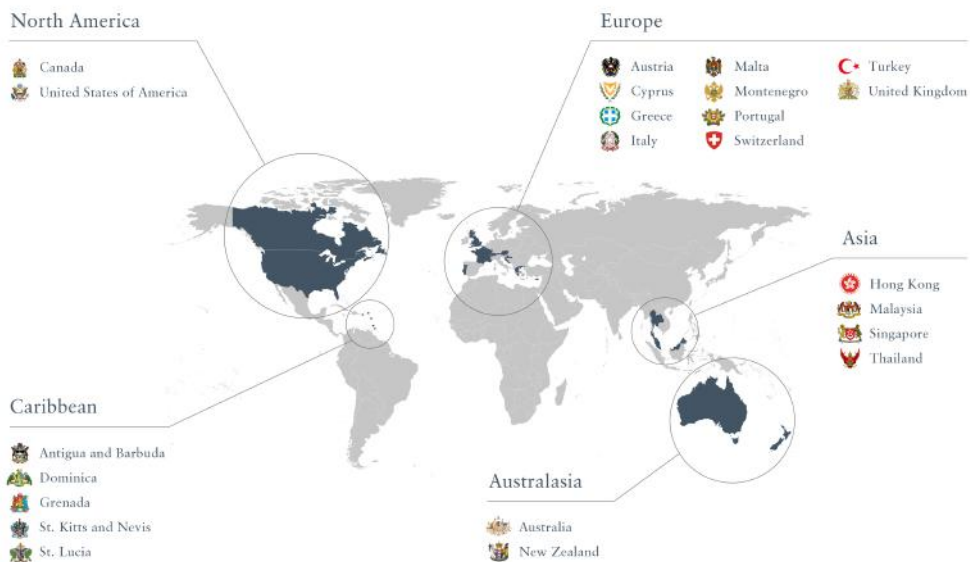 North America
Canada
United States of America
Europe
Austria
Cyprus
Greece
Italy
Malta
Montenegro
Portugal
Switzerland
Turkey
United Kingdom
Asia
Hong Kong
Malaysia
Singapore
Thailand
Caribbean
Antigua and Barbuda
Dominica
Grenada
St. Kitts and Nevis
St. Lucia
Australasia
Australia
New Zealand